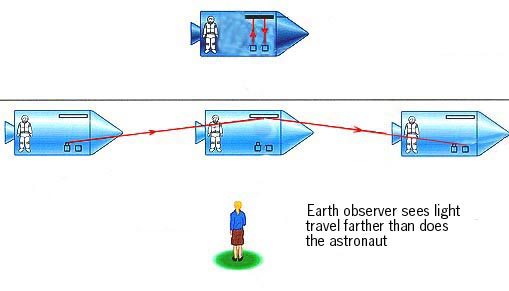 Earth observer sees light
travel farther than does
the astronaut